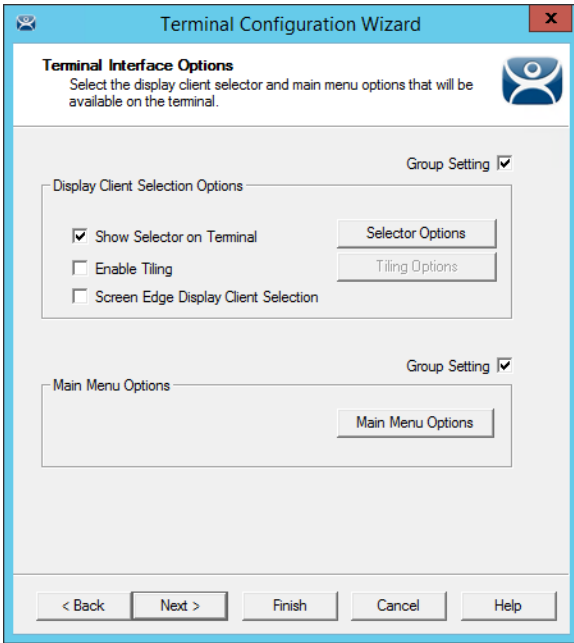 Terminal Configuration Wizard
x
Terminal Interface Options
Select the display client selector and main menu options that will be
available on the terminal.
Group Setting
Display Client Selection Options
Show Selector on Terminal
Selector Options
Enable Tiling
Tiling Options
Screen Edge Display Client Selection
Group Setting
Main Menu Options
Main Menu Options
< Back
Next >
Finish
Cancel
Help